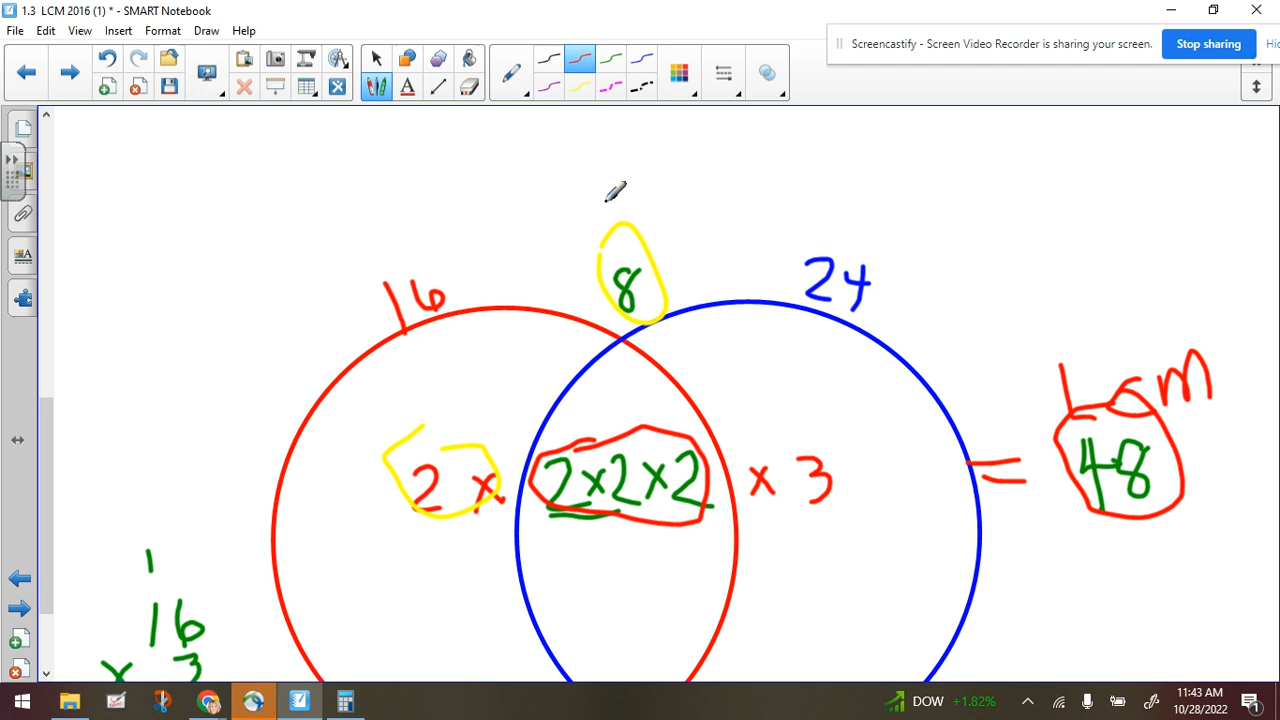 1.3 LCM 2016 (1) * - SMART Notebook
File Edit View Insert Format Draw Help
Screencastify - Screen Video Recorder is sharing your screen. Stop sharing Hid
8
16
24
LCM
2 x 2x2x2 x 3 = 48
1
16
x 3
DOW +1.82%
11:43 AM
10/28/2022
1